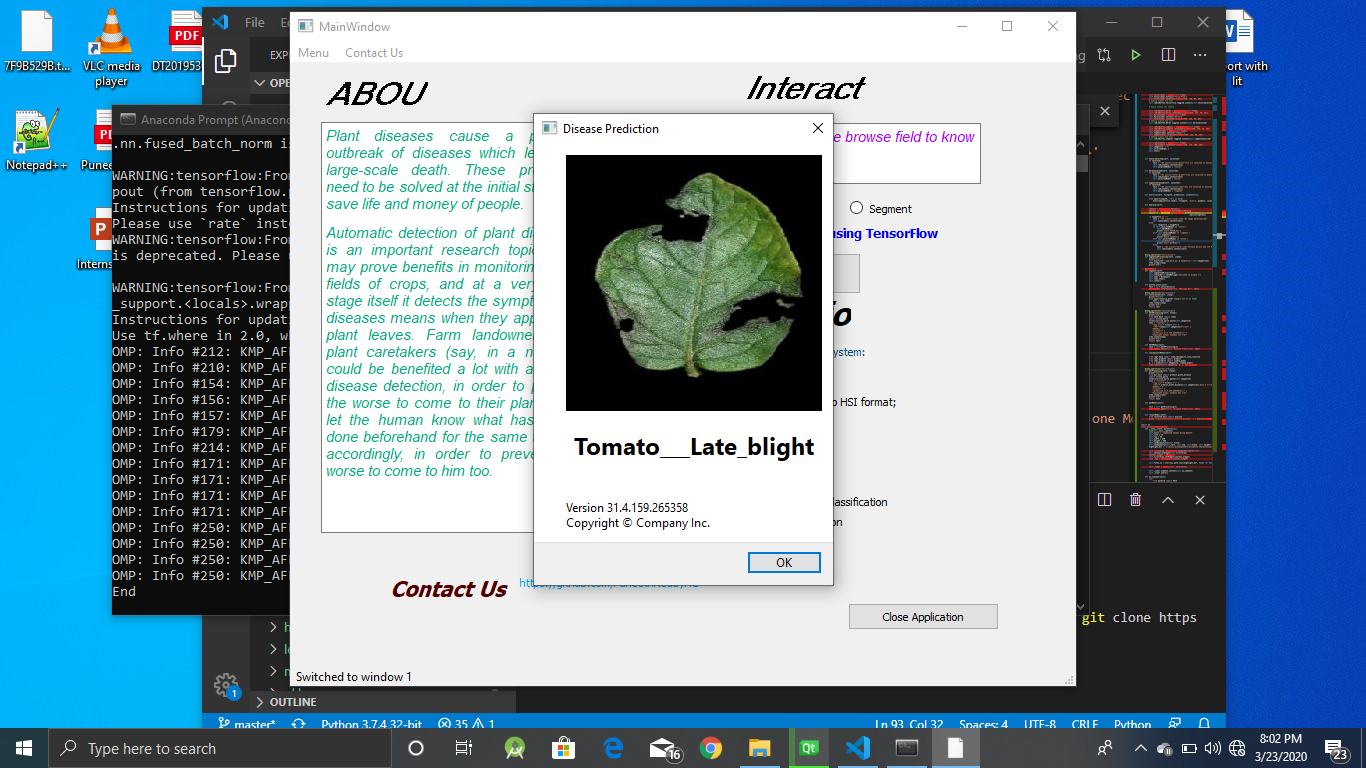 7F9B529B.t...
VLC media
player
DT201953
Notepad++
Punee
Interns
File
MainWindow
Menu
Contact Us
EXP
OPE
Anaconda Prompt (Anacond
.nn.fused_batch_norm i
WARNING:tensorflow:Fro
pout (from tensorflow.
Instructions for updat
Please use `rate` inst
WARNING:tensorflow:Fro
is deprecated. Please
WARNING:tensorflow:Fro
_support.<locals>.wrap
Instructions for updat
Use tf.where in 2.0, w
OMP: Info #212: KMP_AF
OMP: Info #210: KMP_AF
OMP: Info #154: KMP_AF
OMP: Info #156: KMP_AF
OMP: Info #157: KMP_AF
OMP: Info #179: KMP_AF
OMP: Info #214: KMP_AF
OMP: Info #171: KMP_AF
OMP: Info #171: KMP_AF
OMP: Info #171: KMP_AF
OMP: Info #171: KMP_AF
OMP: Info #250: KMP_AF
OMP: Info #250: KMP_AF
OMP: Info #250: KMP_AF
OMP: Info #250: KMP_AF
End
ABOU
Plant diseases cause a p
outbreak of diseases which le
large-scale death. These pr
need to be solved at the initial s
save life and money of people.
Automatic detection of plant di
is an important research topi
may prove benefits in monitorin
fields of crops, and at a ver
stage itself it detects the sympt
diseases means when they app
plant leaves. Farm landowne
plant caretakers (say, in a n
could be benefited a lot with a
disease detection, in order to p
the worse to come to their plan
let the human know what has
done beforehand for the same
accordingly, in order to preve
worse to come to him too.
Interact
e browse field to know
Segment
using TensorFlow
fo
ystem:
o HSI format;
lassification
on
Disease Prediction
Tomato___Late_blight
Version 31.4.159.265358
Copyright © Company Inc.
OK
Contact Us
Close Application
Switched to window 1
one M
git clone https
OUTLINE
1
master*
Python 3.7.4 32-bit
35
1
Ln 93, Col 32
Spaces: 4
UTF-8
CRLF
Python
port with
lit
Type here to search
16
Qt
8:02 PM
3/23/2020
23